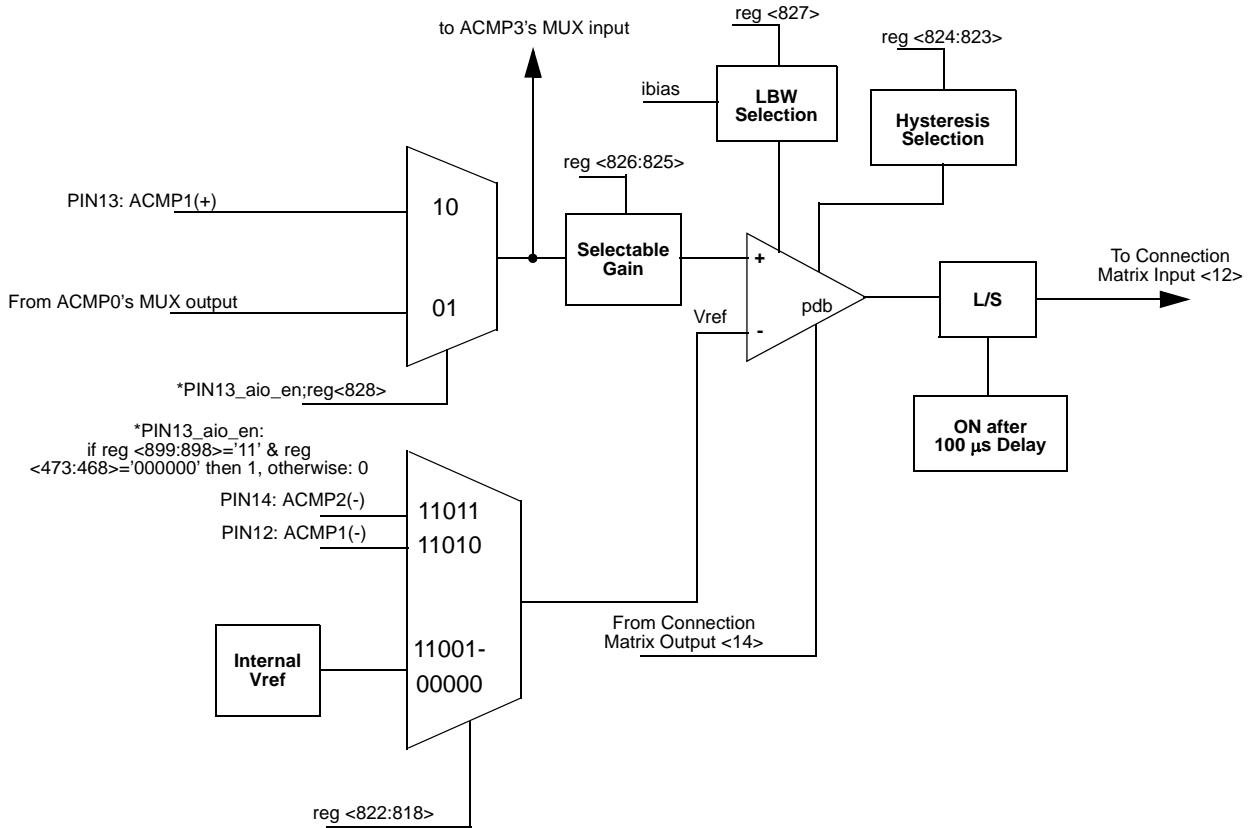 to ACMP3's MUX input
reg <827>
reg <824:823>
ibias
LBW
Selection
Hysteresis
Selection
reg <826:825>
PIN13: ACMP1(+)
10
Selectable
Gain
+
To Connection
Matrix Input <12>
From ACMP0's MUX output
01
Vref
-
pdb
L/S
*PIN13_aio_en;reg<828>
ON after
100 µs Delay
*PIN13_aio_en:
if reg <899:898>='11' & reg
<473:468>='000000' then 1, otherwise: 0
PIN14: ACMP2(-)
11011
PIN12: ACMP1(-)
11010
From Connection
Matrix Output <14>
Internal
Vref
11001-
00000
reg <822:818>